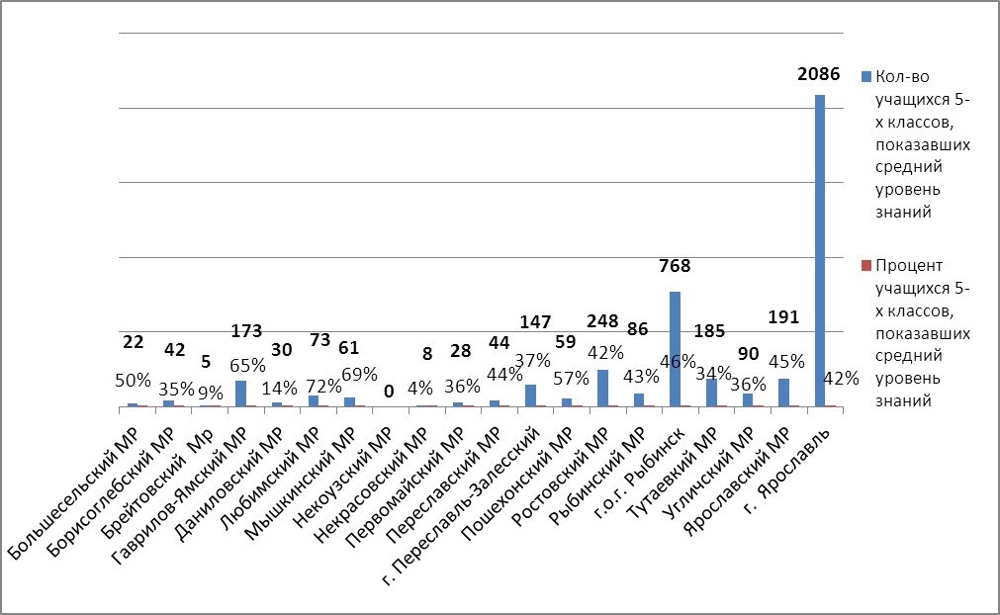 2086
768
248
191
185
173
147
90
86
73
61
59
44
42
30
28
22
8
5
0
50%
35%
9%
65%
14%
72%
69%
4%
36%
44%
37%
57%
42%
43%
46%
34%
36%
45%
42%
Большесельский МР
Борисоглебский МР
Брейтовский Мр
Гаврилов-Ямский МР
Даниловский МР
Любимский МР
Мышкинский МР
Некоузский МР
Некрасовский МР
Первомайский МР
Переславский МР
г. Переславль-Залесский
Пошехонский МР
Ростовский МР
Рыбинский МР
г.о.г. Рыбинск
Тутаевкий МР
Угличский МР
Ярославский МР
г. Ярославль
Кол-во
учащихся 5-
х классов,
показавших
средний
уровень
знаний
Процент
учащихся 5-
х классов,
показавших
средний
уровень
знаний